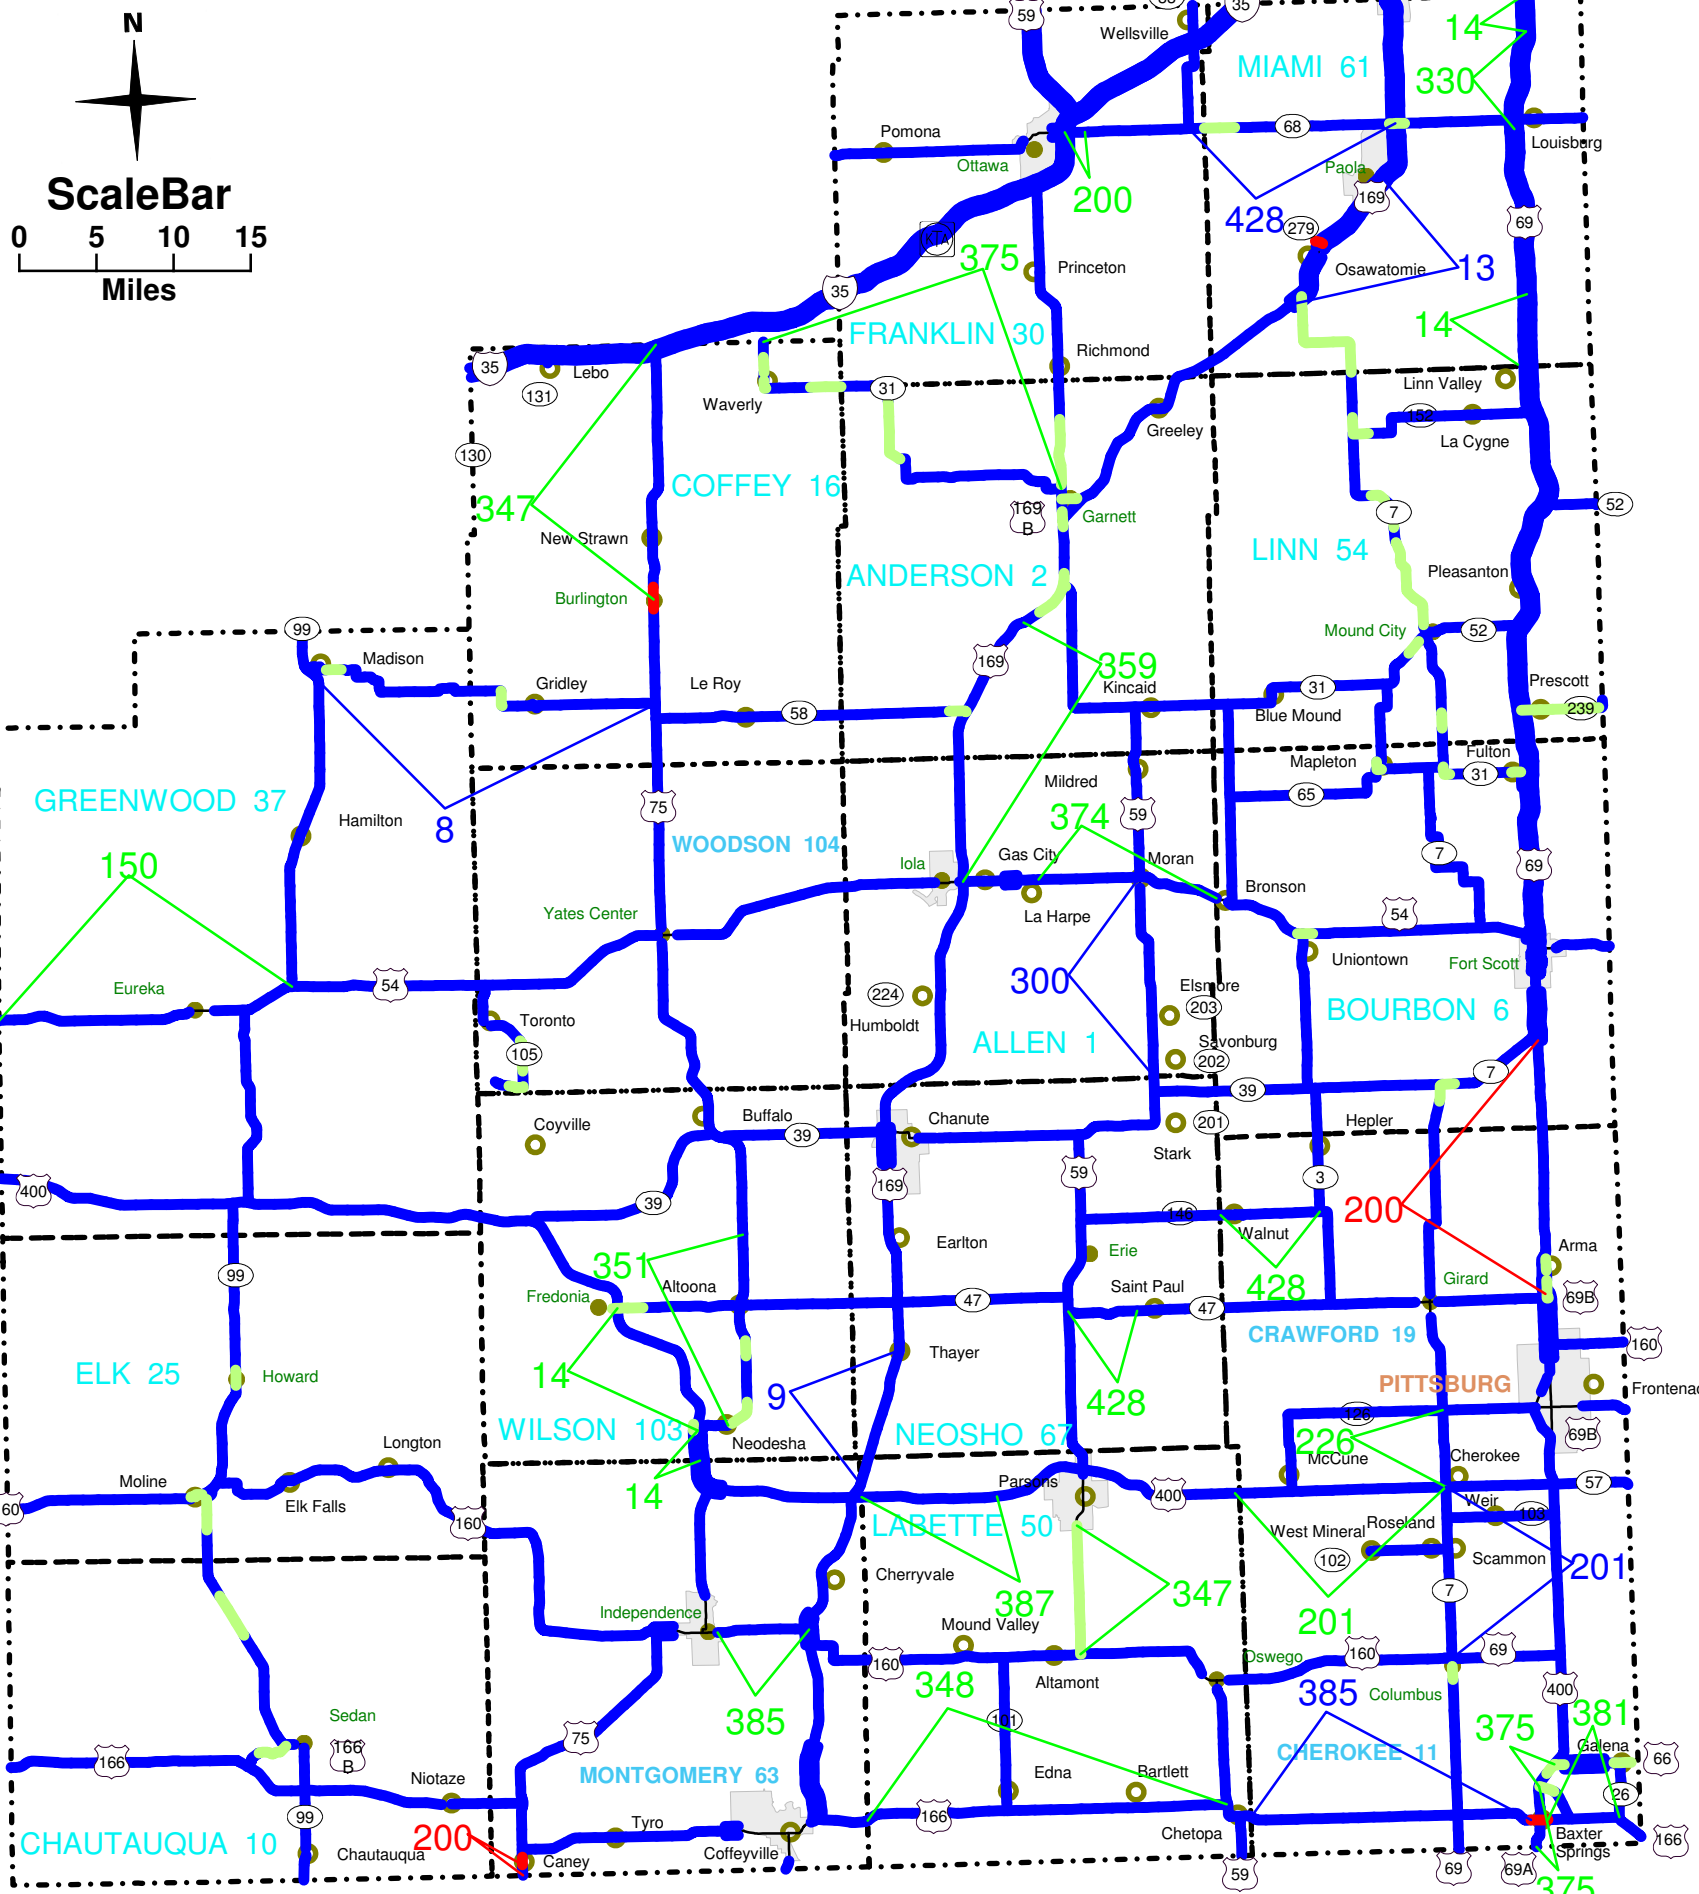 N
ScaleBar
0 5 10 15
Miles
59
35
Wellsville
MIAMI 61
14
330
Pomona
Ottawa
68
Louisburg
Paola
200
169
428
279
69
KTA
375
Princeton
Osawatomie
13
35
FRANKLIN 30
14
Richmond
35
Lebo
131
Waverly
31
Linn Valley
152
Greeley
La Cygne
130
COFFEY 16
347
169
B
Garnett
7
52
New Strawn
LINN 54
ANDERSON 2
Pleasanton
Burlington
99
Mound City
52
Madison
169
359
Gridley
Le Roy
Kincaid
31
Prescott
58
Blue Mound
239
Mildred
Mapleton
Fulton
31
GREENWOOD 37
75
65
Hamilton
8
WOODSON 104
374
59
150
Iola
Gas City
Moran
7
69
Bronson
Yates Center
La Harpe
54
Uniontown
Fort Scott
Eureka
54
224
300
Elsmore
203
Toronto
Humboldt
BOURBON 6
105
ALLEN 1
Savonburg
202
7
39
Coyville
Buffalo
39
Chanute
201
Hepler
Stark
400
39
169
59
3
146
200
Walnut
Earlton
Erie
Arma
99
351
Altoona
Saint Paul
428
Girard
Fredonia
47
47
69B
CRAWFORD 19
160
ELK 25
Howard
14
Thayer
9
428
PITTSBURG
Frontenac
126
WILSON 103
NEOSHO 67
226
69B
Longton
Neodesha
McCune
Cherokee
Moline
Elk Falls
14
Parsons
400
57
60
160
LABETTE 50
Weir
103
West Mineral
Roseland
102
Scammon
201
Cherryvale
387
347
7
Independence
Mound Valley
201
160
Altamont
Oswego
160
69
348
385
Columbus
400
385
101
375
381
Sedan
166
166
B
75
Galena
66
CHEROKEE 11
Niotaze
MONTGOMERY 63
Edna
Bartlett
26
99
166
CHAUTAUQUA 10
Chautauqua
200
Caney
Tyro
Coffeyville
Chetopa
Baxter
Springs
166
59
69
69A
375